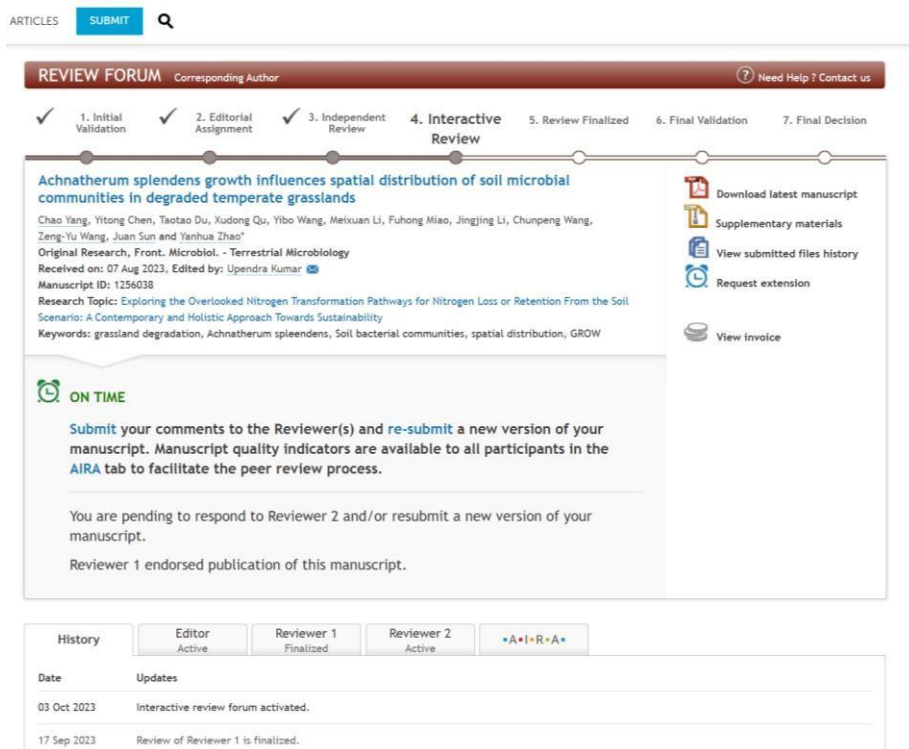 ARTICLES SUBMIT
REVIEW FORUM Corresponding Author
? Need Help ? Contact us
1. Initial Validation
2. Editorial Assignment
3. Independent Review
4. Interactive Review
5. Review Finalized
6. Final Validation
7. Final Decision
Achnatherum splendens growth influences spatial distribution of soil microbial
communities in degraded temperate grasslands
Chao Yang, Yitong Chen, Taotao Du, Xudong Qu, Yibo Wang, Meixuan Li, Fuhong Miao, Jingjing Li, Chunpeng Wang,
Zeng-Yu Wang, Juan Sun and Yanhua Zhao*
Original Research, Front. Microbiol. - Terrestrial Microbiology
Received on: 07 Aug 2023, Edited by: Upendra Kumar
Manuscript ID: 1256038
Research Topic: Exploring the Overlooked Nitrogen Transformation Pathways for Nitrogen Loss or Retention From the Soil
Scenario: A Contemporary and Holistic Approach Towards Sustainability
Keywords: grassland degradation, Achnatherum spleendens, Soil bacterial communities, spatial distribution, GROW
Download latest manuscript
Supplementary materials
View submitted files history
Request extension
View invoice
ON TIME
Submit your comments to the Reviewer(s) and re-submit a new version of your
manuscript. Manuscript quality indicators are available to all participants in the
AIRA tab to facilitate the peer review process.
You are pending to respond to Reviewer 2 and/or resubmit a new version of your
manuscript.
Reviewer 1 endorsed publication of this manuscript.
History
Editor
Active
Reviewer 1
Finalized
Reviewer 2
Active
•A•I•R•A•
Date Updates
03 Oct 2023 Interactive review forum activated.
17 Sep 2023 Review of Reviewer 1 is finalized.